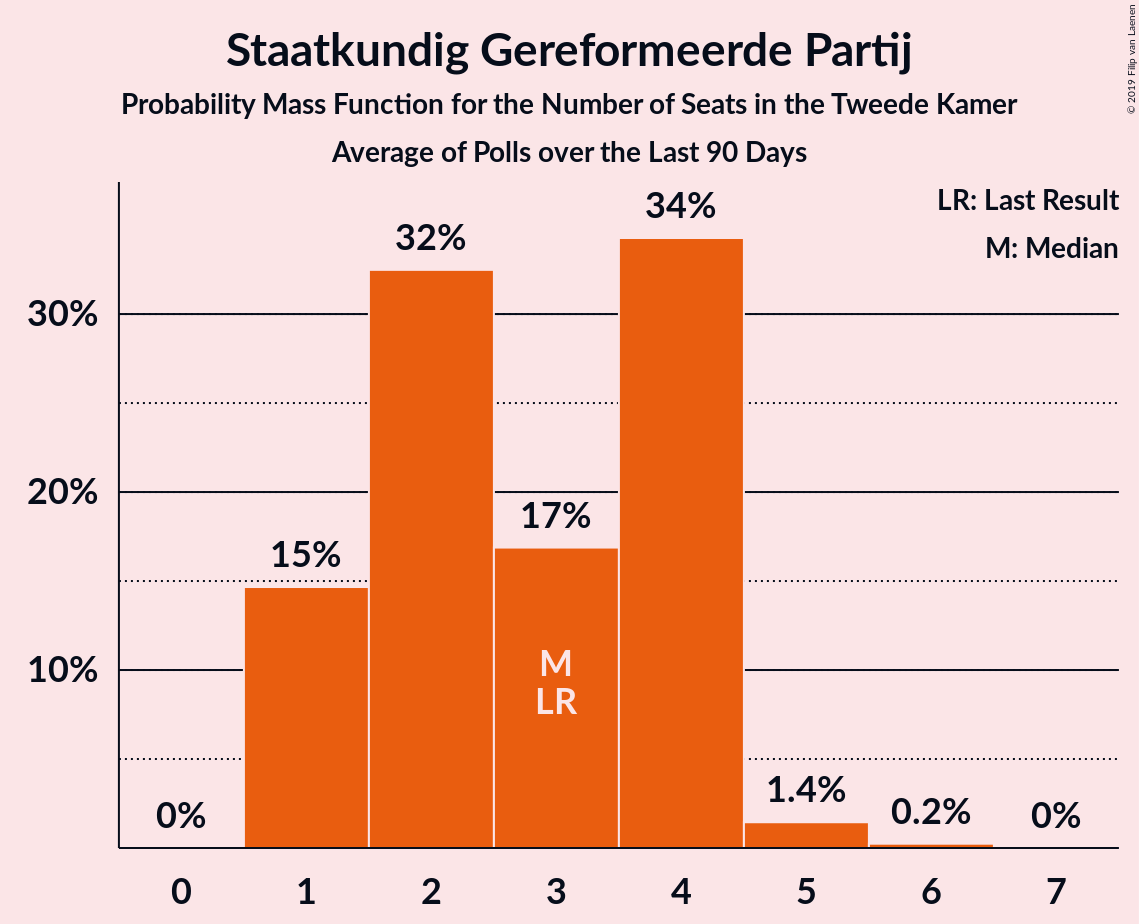 Staatkundig Gereformeerde Partij
Probability Mass Function for the Number of Seats in the Tweede Kamer
Average of Polls over the Last 90 Days
© 2019 Filip van Laenen
LR: Last Result
M: Median
34%
32%
30%
20%
17%
15%
10%
M
LR
1.4%
0.2%
0%
0%
0 1 2 3 4 5 6 7